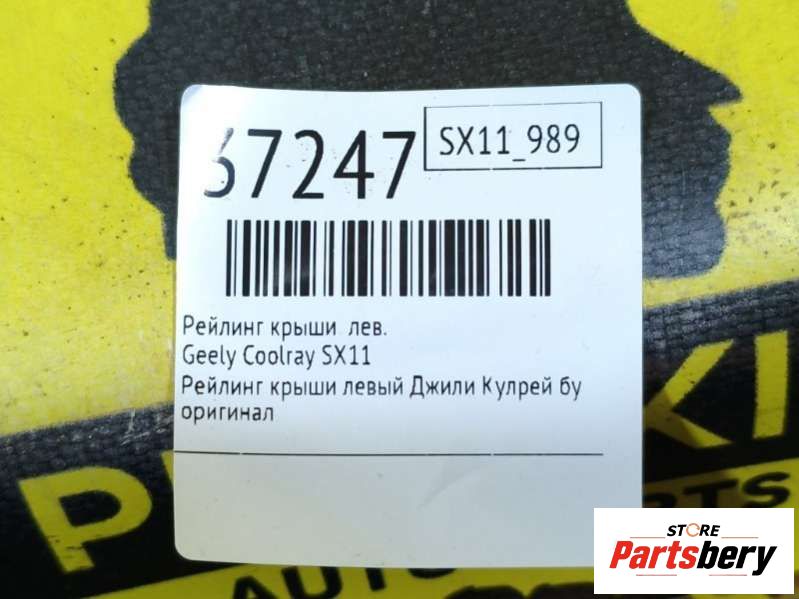 67247
SX11_989
Рейлинг крыши лев.
Geely Coolray SX11
Рейлинг крыши левый Джили Кулрей бу
оригинал
STORE
Partsbery